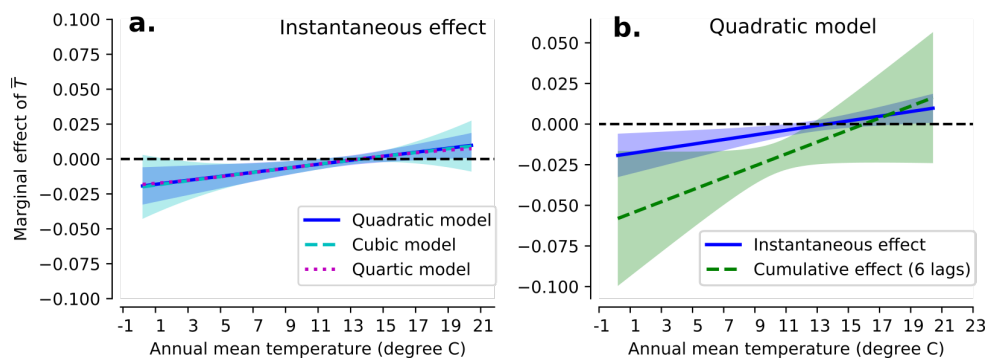 a.
Instantaneous effect
Marginal effect of T̅
0.100
0.075
0.050
0.025
0.000
−0.025
−0.050
−0.075
−0.100
Quadratic model
Cubic model
Quartic model
-1 1 3 5 7 9 11 13 15 17 19 21
Annual mean temperature (degree C)
b.
Quadratic model
0.050
0.025
0.000
−0.025
−0.050
−0.075
−0.100
Instantaneous effect
Cumulative effect (6 lags)
-1 1 3 5 7 9 11 13 15 17 19 21 23
Annual mean temperature (degree C)